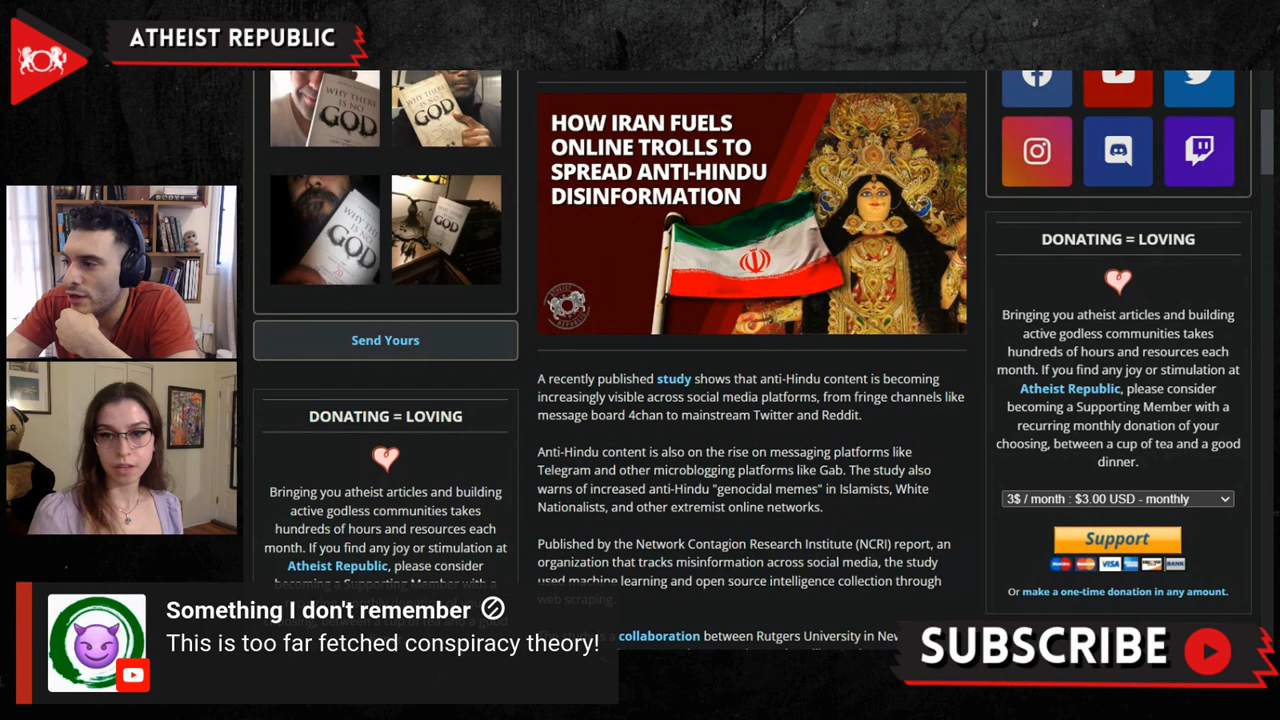 ATHEIST REPUBLIC
WHY THERE
IS NO
GOD
WHY THERE
IS NO
GOD
WHY THERE
IS NO
GOD
GOD
Send Yours
DONATING = LOVING
Bringing you atheist articles and building
active godless communities takes
hundreds of hours and resources each
month. If you find any joy or stimulation at
Atheist Republic, please consider
becoming a Supporting Member with a
HOW IRAN FUELS
ONLINE TROLLS TO
SPREAD ANTI-HINDU
DISINFORMATION
A recently published study shows that anti-Hindu content is becoming
increasingly visible across social media platforms, from fringe channels like
message board 4chan to mainstream Twitter and Reddit.
Anti-Hindu content is also on the rise on messaging platforms like
Telegram and other microblogging platforms like Gab. The study also
warns of increased anti-Hindu "genocidal memes" in Islamists, White
Nationalists, and other extremist online networks.
Published by the Network Contagion Research Institute (NCRI) report, an
organization that tracks misinformation across social media, the study
used machine learning and open source intelligence collection through
web scraping.
collaboration between Rutgers University in New
DONATING = LOVING
Bringing you atheist articles and building
active godless communities takes
hundreds of hours and resources each
month. If you find any joy or stimulation at
Atheist Republic, please consider
becoming a Supporting Member with a
recurring monthly donation of your
choosing, between a cup of tea and a good
dinner.
3$ / month : $3.00 USD - monthly
Support
VISA
BANK
Or make a one-time donation in any amount.
Something I don't remember
This is too far fetched conspiracy theory!
SUBSCRIBE